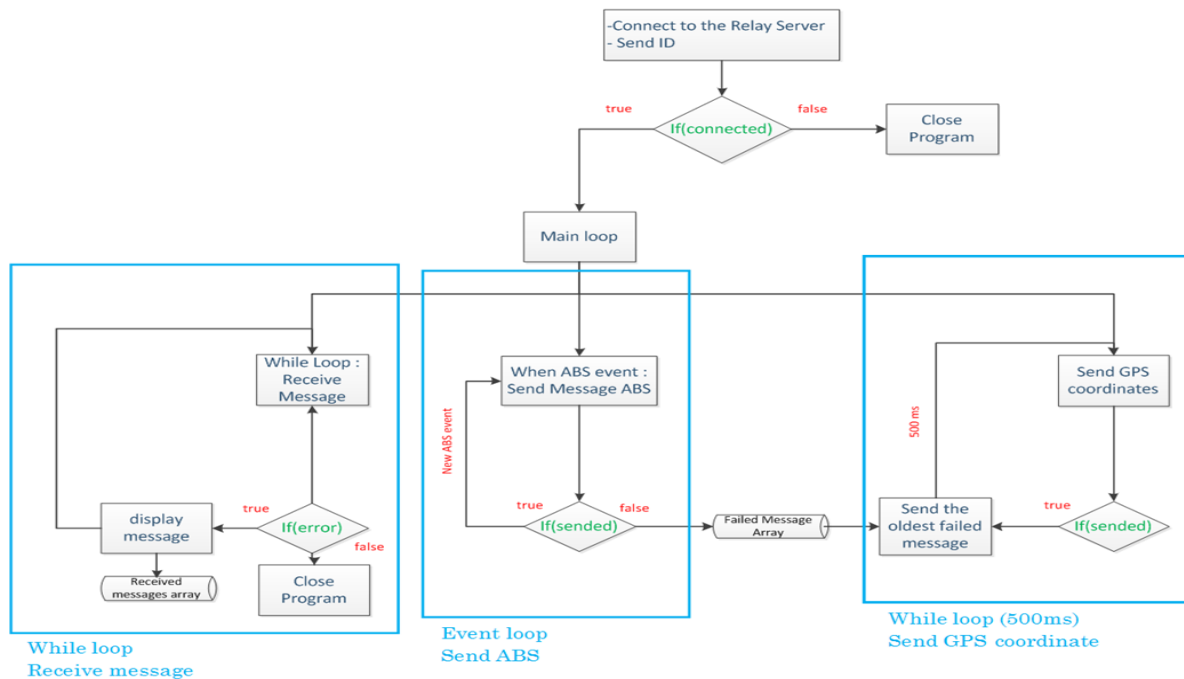 -Connect to the Relay Server
- Send ID
true
false
If(connected)
Close
Program
Main loop
While Loop :
Receive
Message
When ABS event :
Send Message ABS
Send GPS
coordinates
New ABS event
500 ms
display
message
true
If(error)
false
Received
messages array
Close
Program
true
false
If(sended)
Failed Message
Array
Send the
oldest failed
message
true
If(sended)
While loop
Receive message
Event loop
Send ABS
While loop (500ms)
Send GPS coordinate